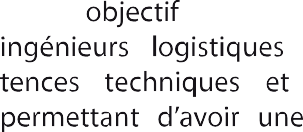 objectif
ingénieurs logistiques
tences techniques et
permettant d'avoir une